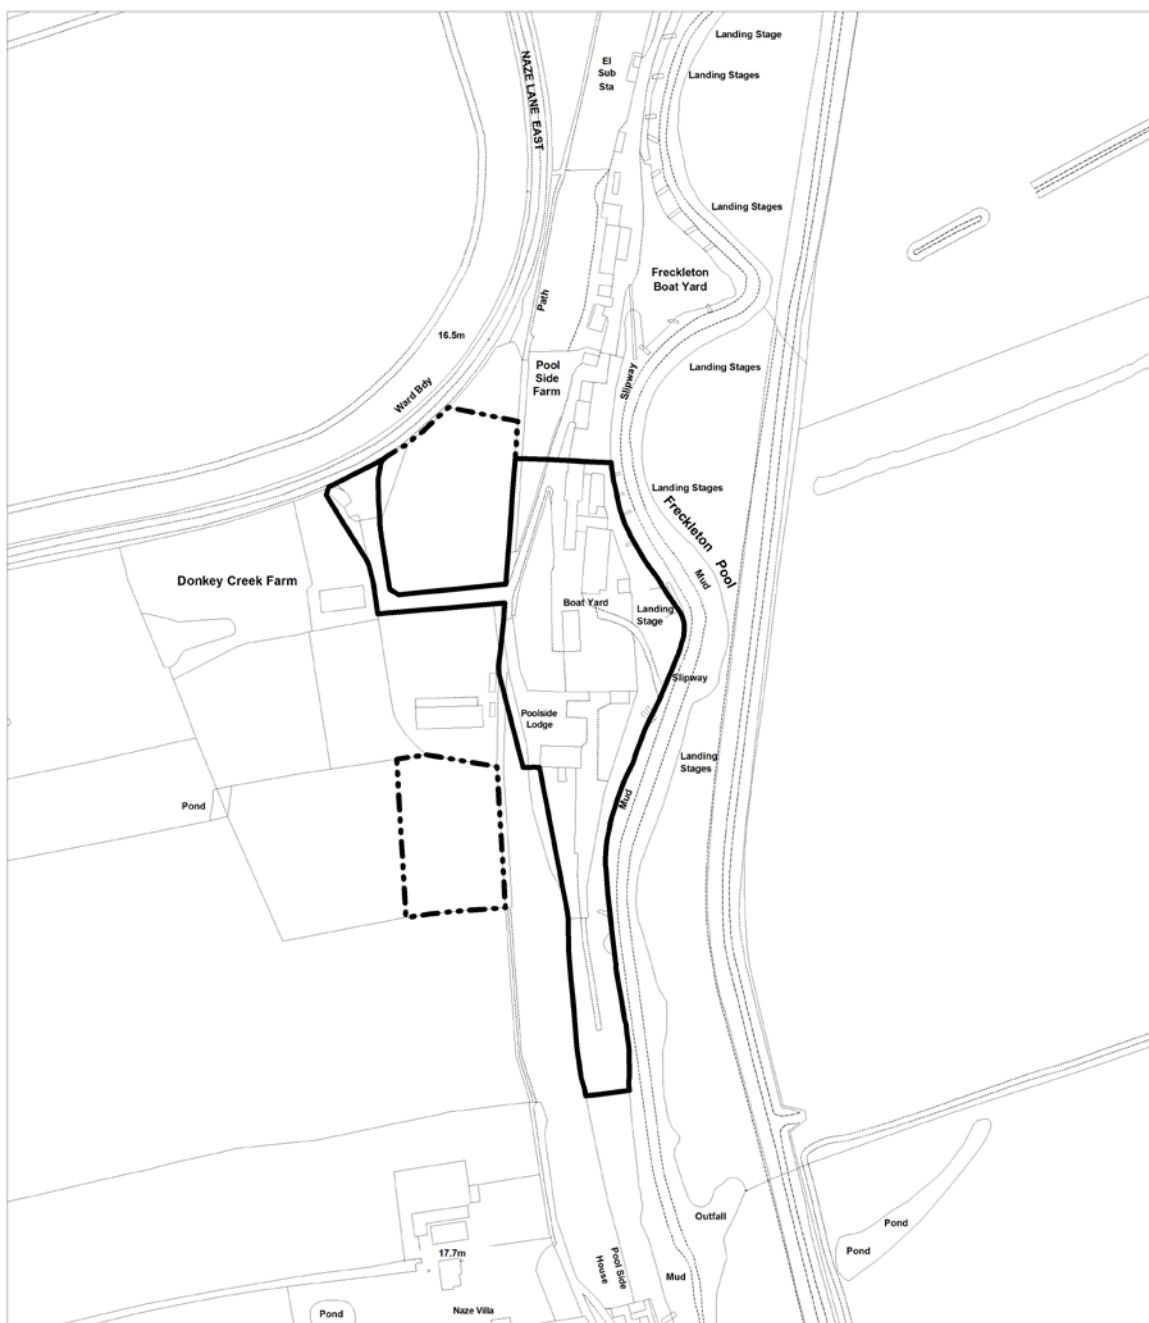 Landing Stage
NAZE LANE EAST
El
Sub
Sta
Landing Stages
Landing Stages
Freckleton
Boat Yard
Path
16.5m
Pool
Side
Farm
Slipway
Landing Stages
Ward Bdy
Landing Stages
Freckleton Pool
Mud
Donkey Creek Farm
Boat Yard
Landing
Stage
Slipway
Poolside
Lodge
Landing
Stages
Mud
Pond
Outfall
Pond
Pond
17.7m
Pool Side
House
Mud
Naze Villa
Pond